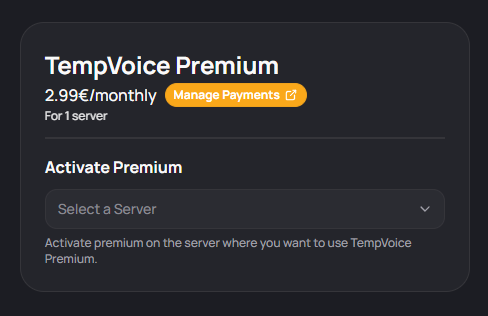 TempVoice Premium
2.99€/monthly Manage Payments
For 1 server
Activate Premium
Select a Server
Activate premium on the server where you want to use TempVoice
Premium.